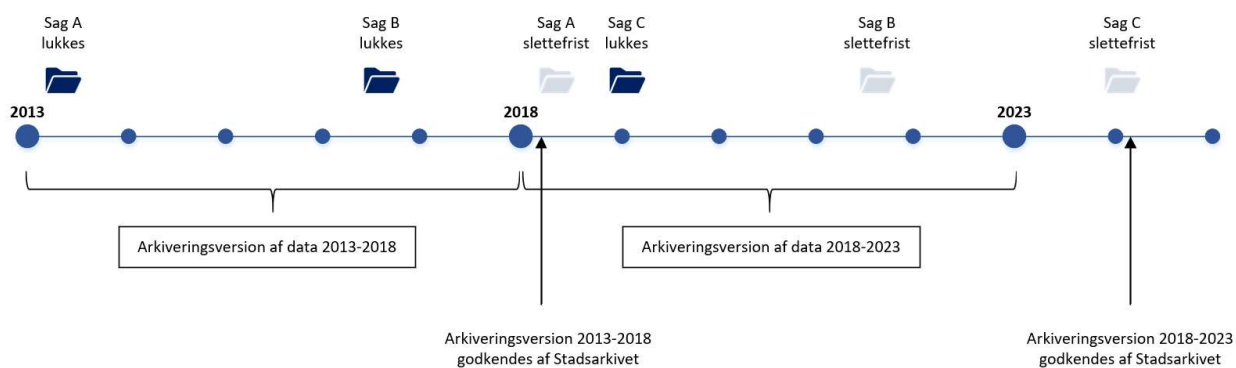 Sag A
lukkes
Sag B
lukkes
Sag A
slettefrist
Sag C
lukkes
Sag B
slettefrist
Sag C
slettefrist
2013
2018
2023
Arkiveringsversion af data 2013-2018
Arkiveringsversion af data 2018-2023
Arkiveringsversion 2013-2018
godkendes af Stadsarkivet
Arkiveringsversion 2018-2023
godkendes af Stadsarkivet